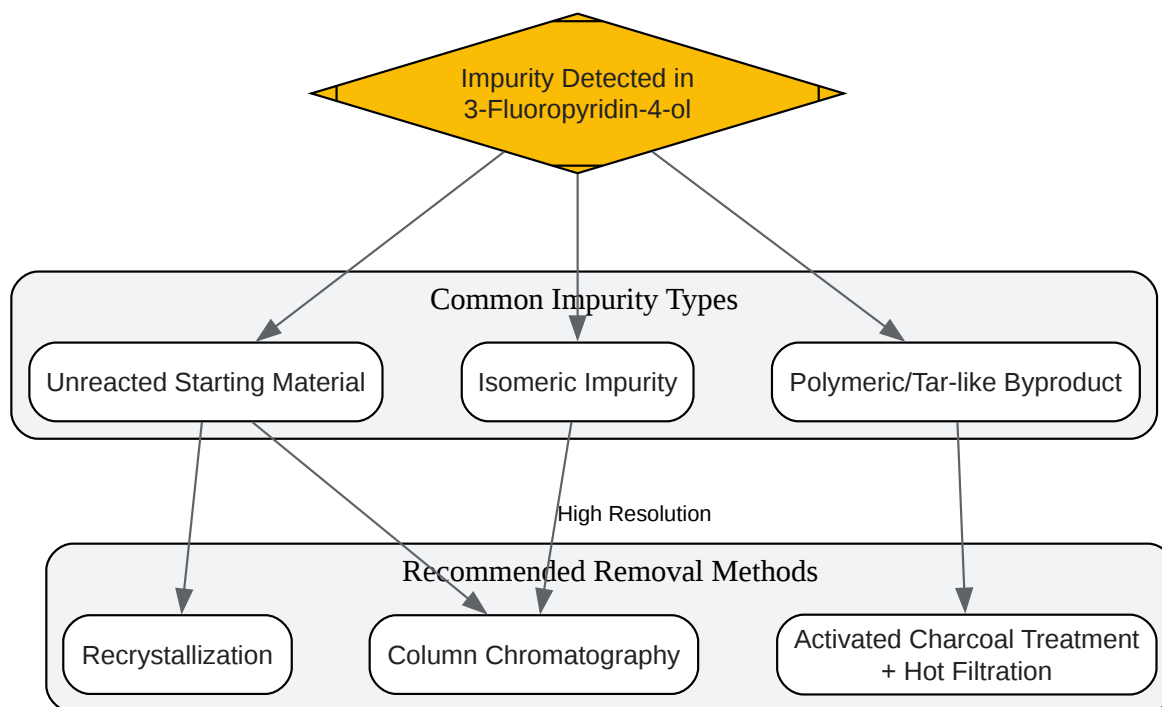 Impurity Detected in
3-Fluoropyridin-4-ol
Common Impurity Types
Unreacted Starting Material
Isomeric Impurity
Polymeric/Tar-like Byproduct
High Resolution
Recommended Removal Methods
Recrystallization
Column Chromatography
Activated Charcoal Treatment
+ Hot Filtration